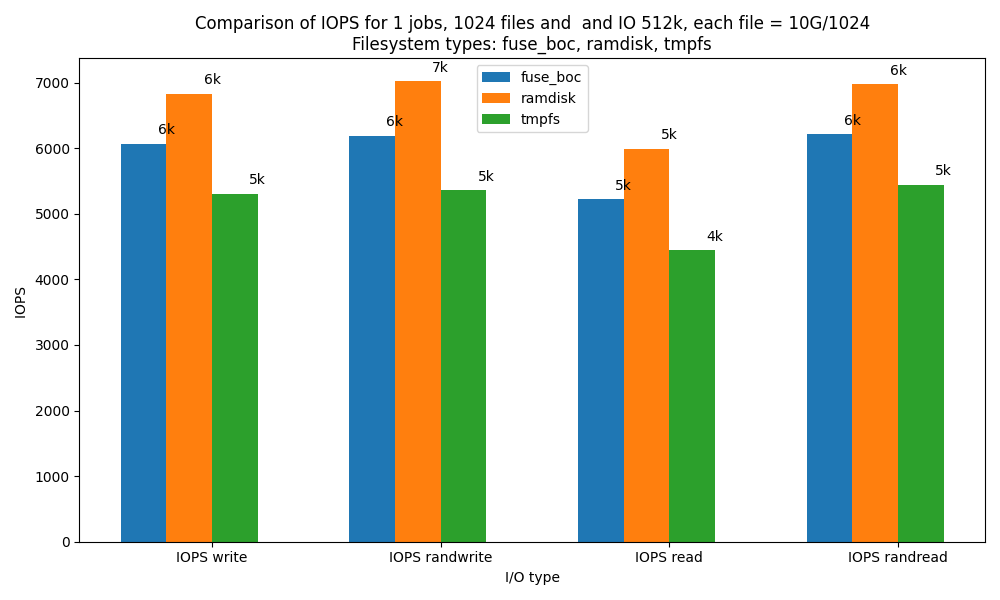 Comparison of IOPS for 1 jobs, 1024 files and  and IO 512k, each file = 10G/1024
Filesystem types: fuse_boc, ramdisk, tmpfs
fuse_boc
ramdisk
tmpfs
IOPS
7000
6000
5000
4000
3000
2000
1000
0
6k
6k
5k
6k
7k
5k
5k
5k
4k
6k
6k
5k
IOPS write
IOPS randwrite
IOPS read
IOPS randread
I/O type